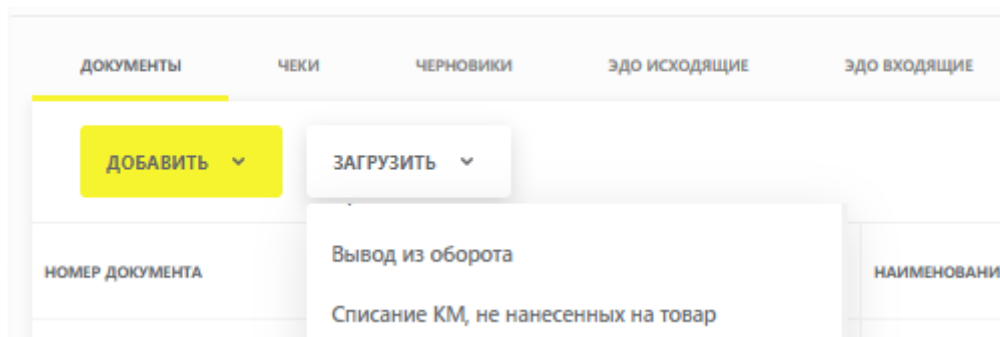 ДОКУМЕНТЫ ЧЕКИ ЧЕРНОВИКИ ЭДО ИСХОДЯЩИЕ ЭДО ВХОДЯЩИЕ
ДОБАВИТЬ ЗАГРУЗИТЬ
Вывод из оборота
НОМЕР ДОКУМЕНТА НАИМЕНОВАНИ
Списание КМ, не нанесенных на товар